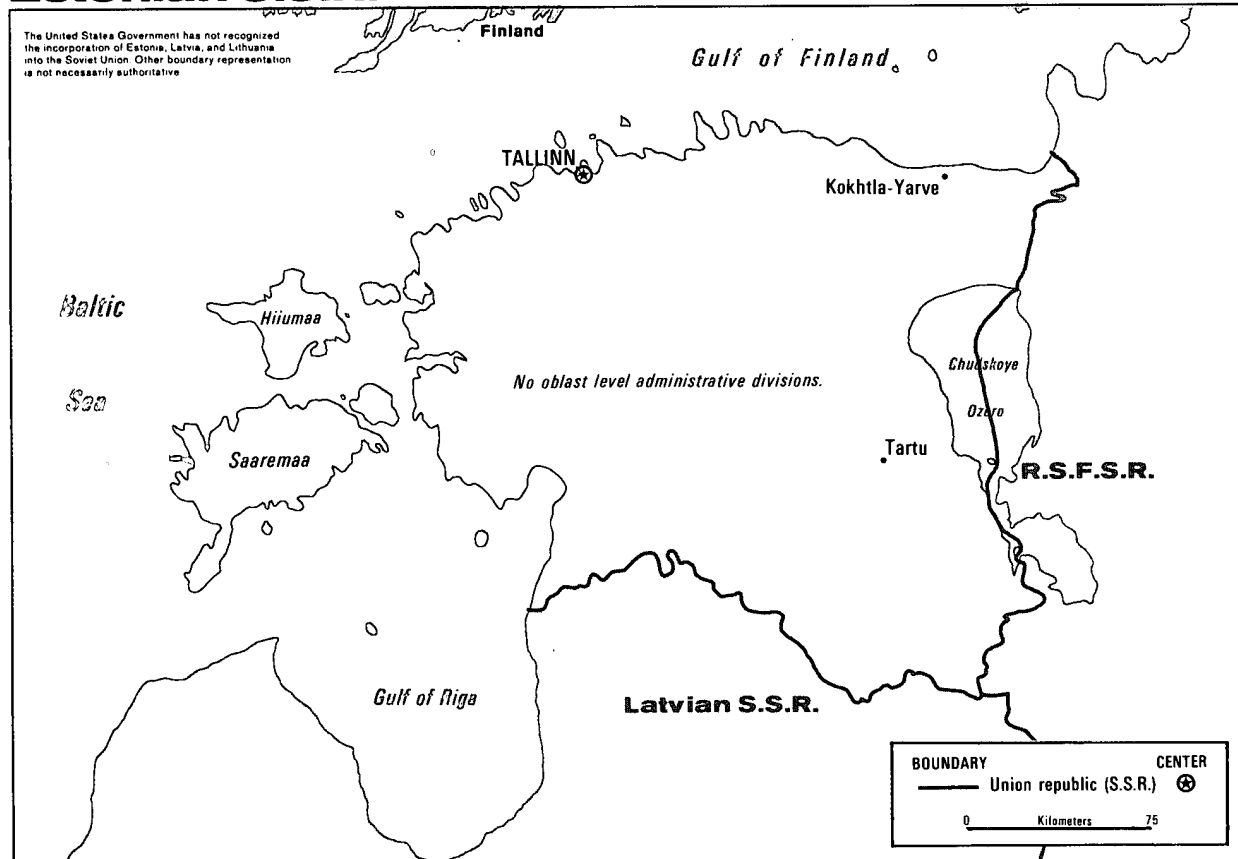 Estonian S.S.R.
The United States Government has not recognized
the incorporation of Estonia, Latvia, and Lithuania
into the Soviet Union. Other boundary representation
is not necessarily authoritative
Finland
Gulf of Finland
TALLINN
Kokhtla-Yarve
Baltic
Sea
Hiiumaa
No oblast level administrative divisions.
Chudskoye
Ozero
Saaremaa
Tartu
R.S.F.S.R.
Gulf of Riga
Latvian S.S.R.
BOUNDARY CENTER
Union republic (S.S.R.)
0 Kilometers 75